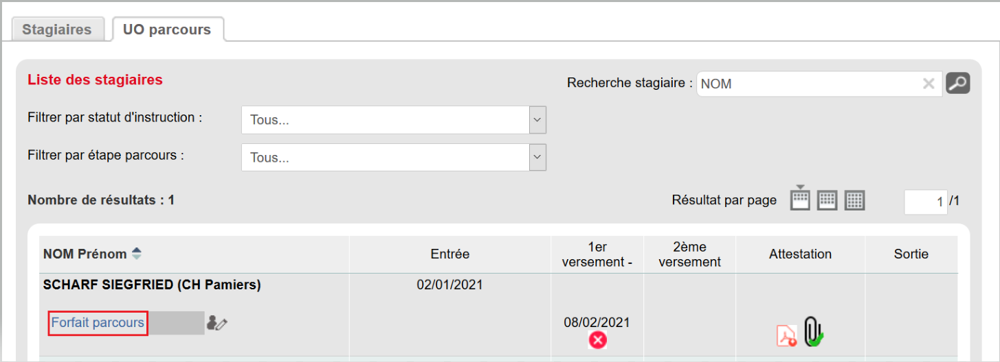 Stagiaires
UO parcours
Liste des stagiaires
Recherche stagiaire :
NOM
Filtrer par statut d'instruction :
Tous...
Filtrer par étape parcours :
Tous...
Nombre de résultats : 1
Résultat par page
1 /1
NOM Prénom
Entrée
1er
versement -
2ème
versement
Attestation
Sortie
SCHARF SIEGFRIED (CH Pamiers)
02/01/2021
Forfait parcours
08/02/2021